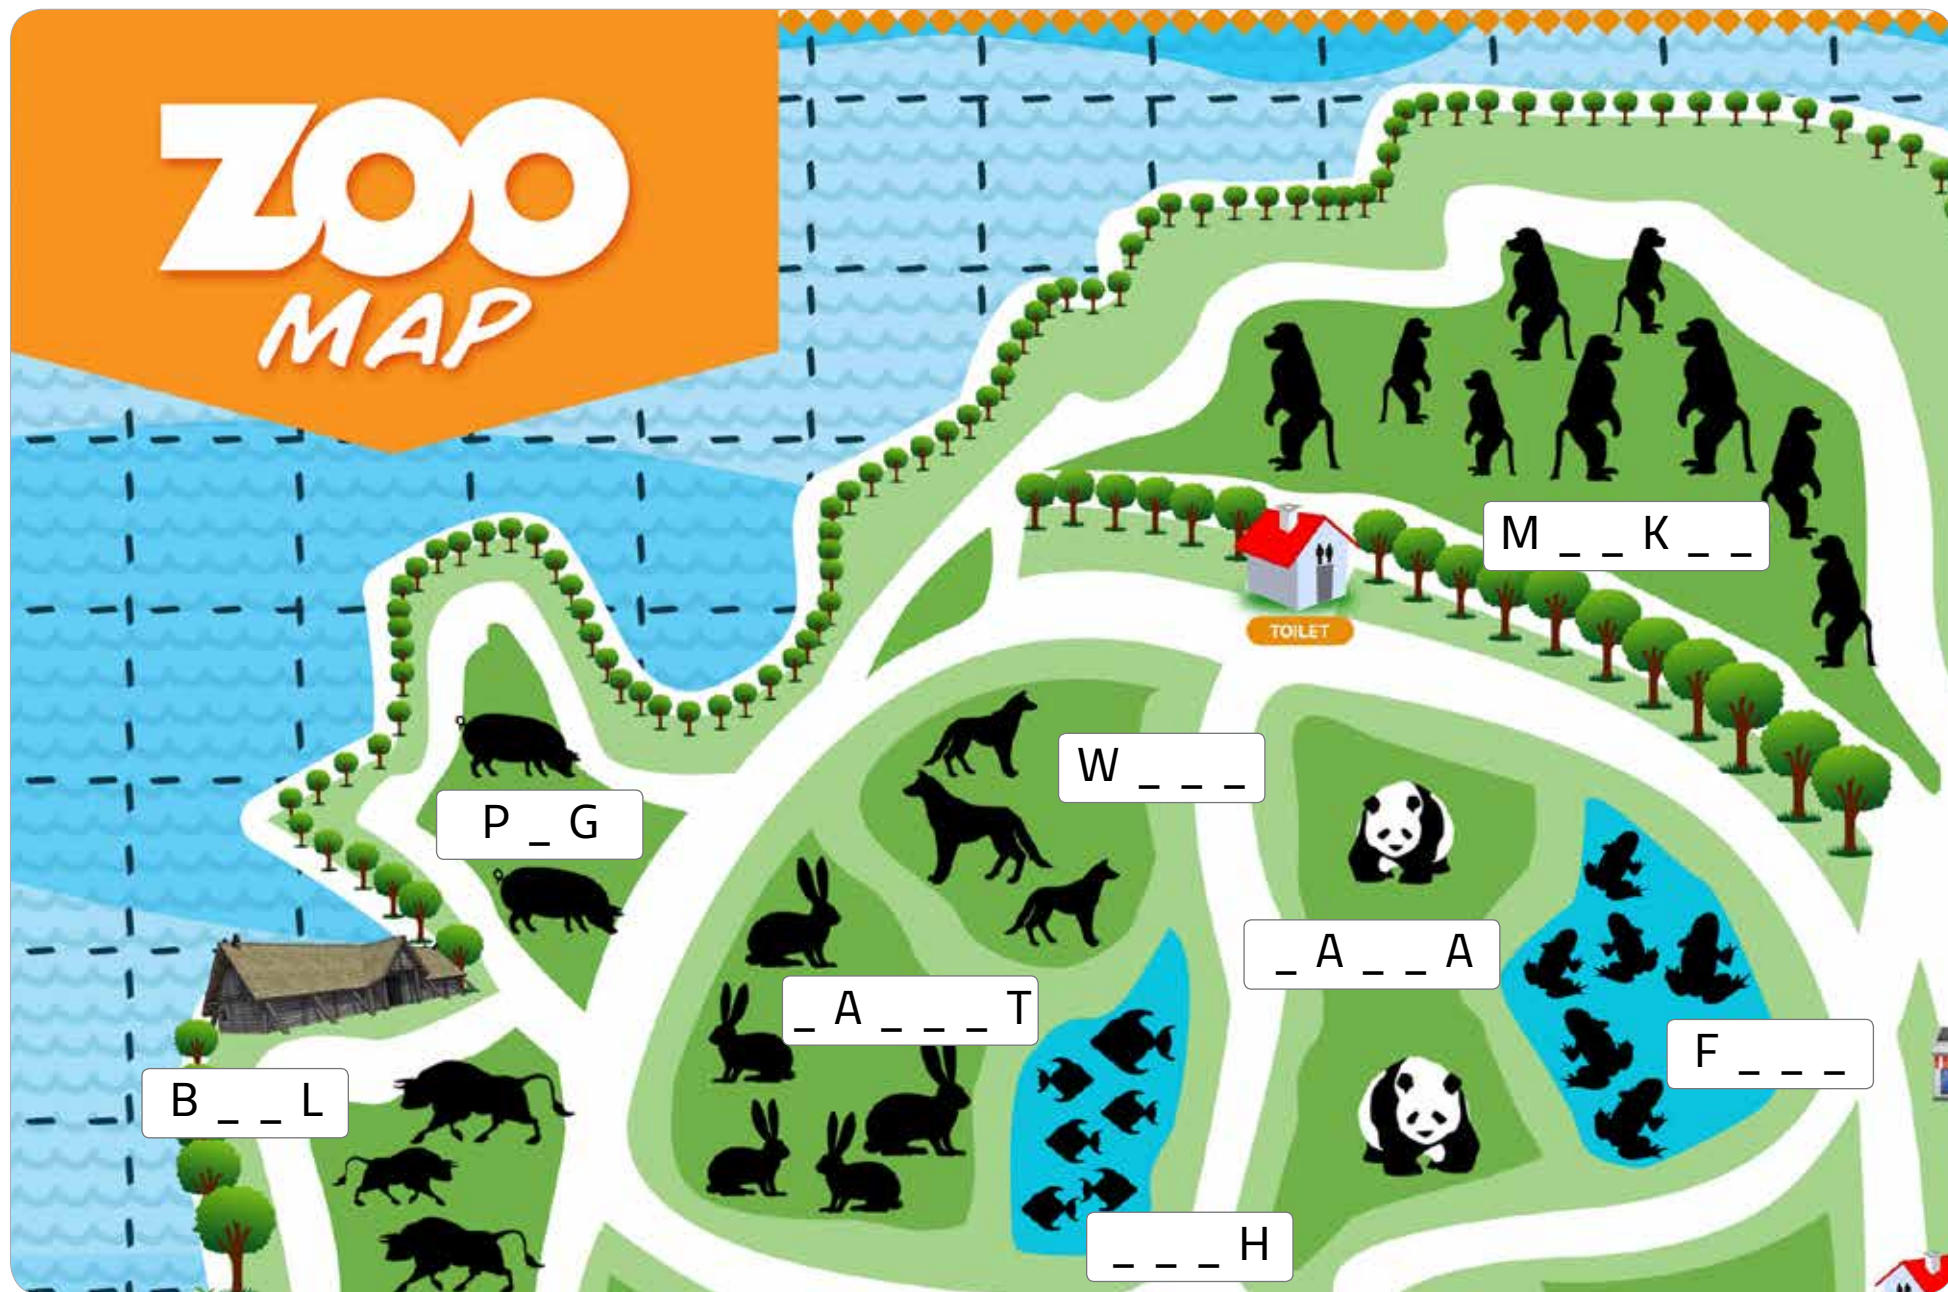 ZOO
MAP
M _ _ K _ _
TOILET
W _ _ _
P _ G
_ A _ _ A
_ A _ _ _ T
F _ _ _
B _ _ L
_ _ _ H